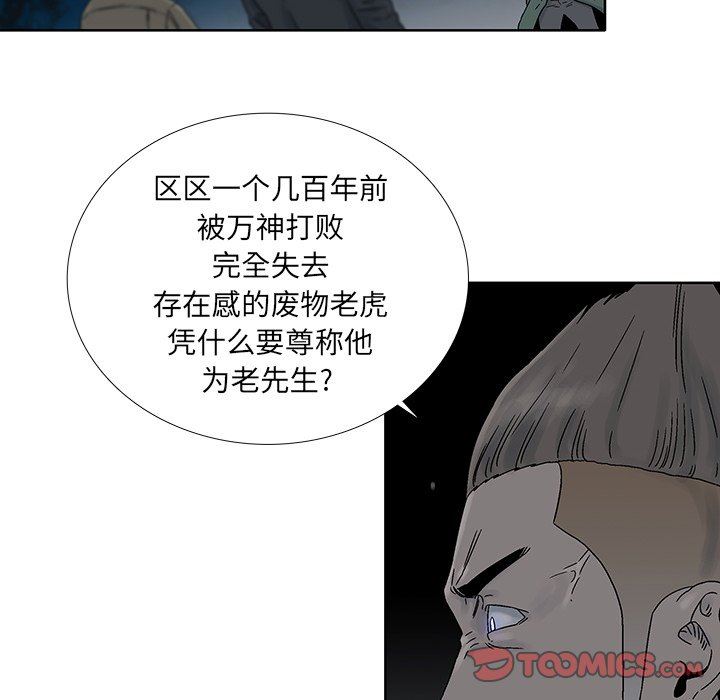 区区一个几百年前
被万神打败
完全失去
存在感的废物老虎
凭什么要尊称他
为老先生?
TOOMICS.COM